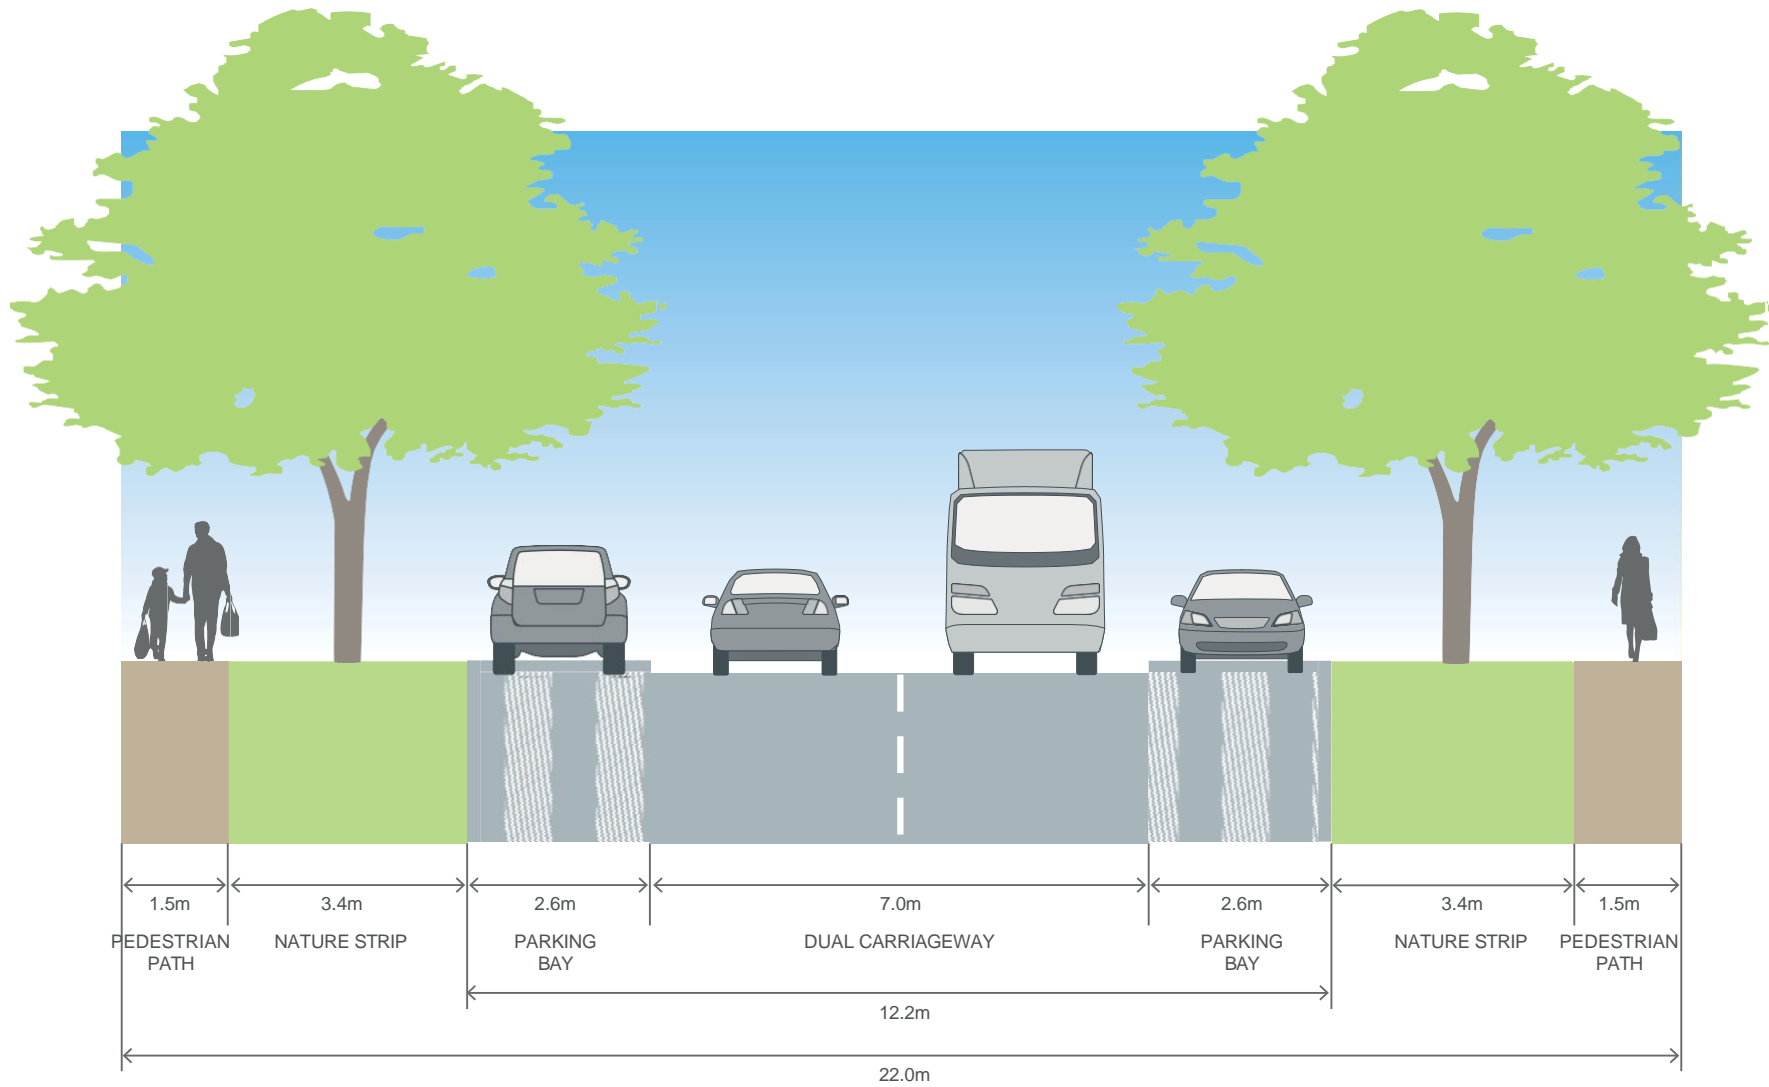 1.5m
3.4m
2.6m
7.0m
2.6m
3.4m
1.5m
PEDESTRIAN
PATH
NATURE STRIP
PARKING
BAY
DUAL CARRIAGEWAY
PARKING
BAY
NATURE STRIP
PEDESTRIAN
PATH
12.2m
22.0m